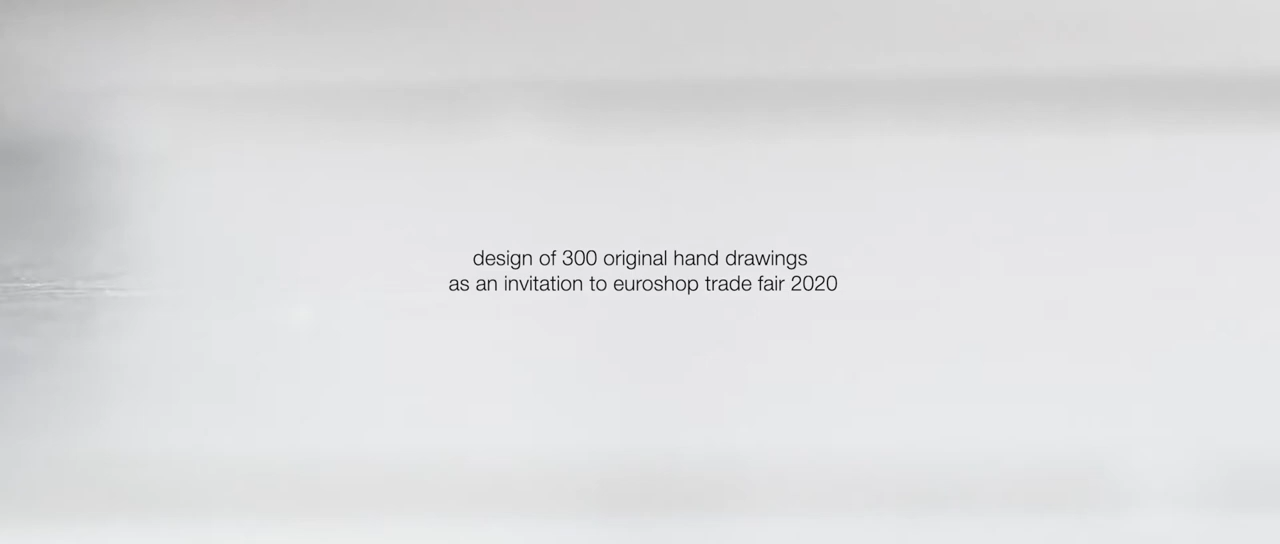 design of 300 original hand drawings
as an invitation to euroshop trade fair 2020